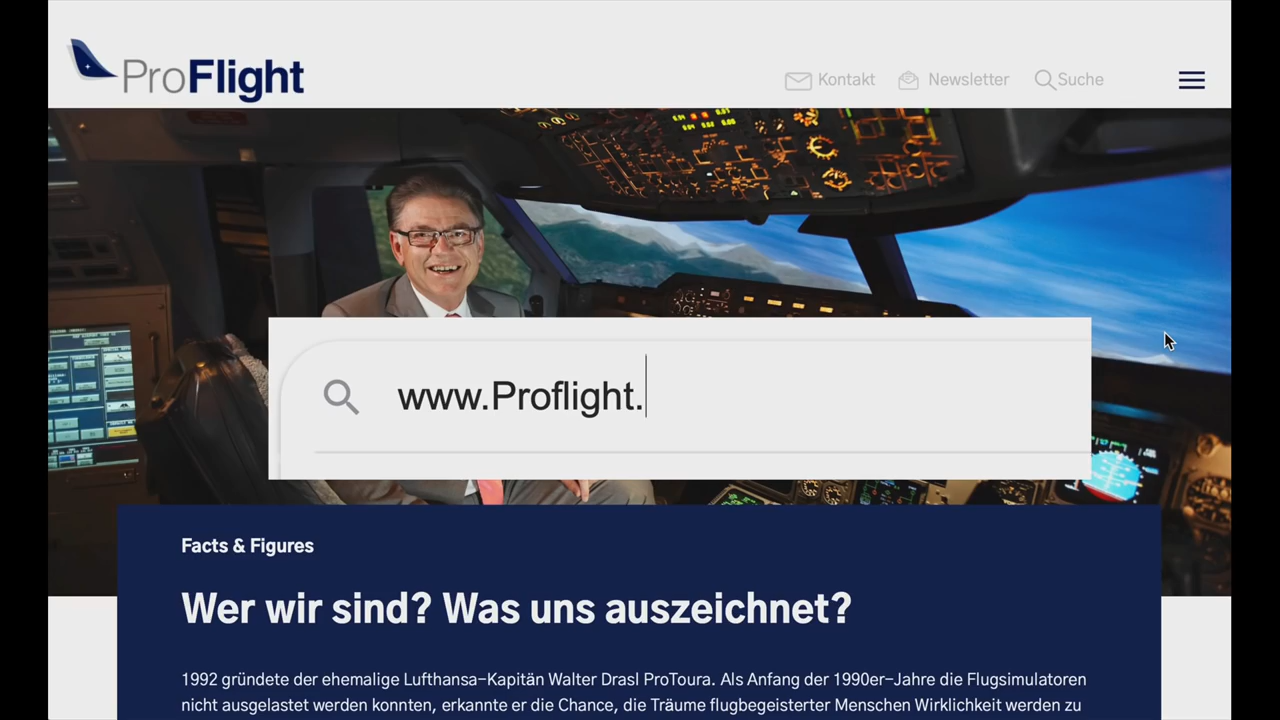 ProFlight
Kontakt Newsletter Suche
www.Proflight.
Facts & Figures
Wer wir sind? Was uns auszeichnet?
1992 gründete der ehemalige Lufthansa-Kapitän Walter Drasl ProToura. Als Anfang der 1990er-Jahre die Flugsimulatoren
nicht ausgelastet werden konnten, erkannte er die Chance, die Träume flugbegeisterter Menschen Wirklichkeit werden zu